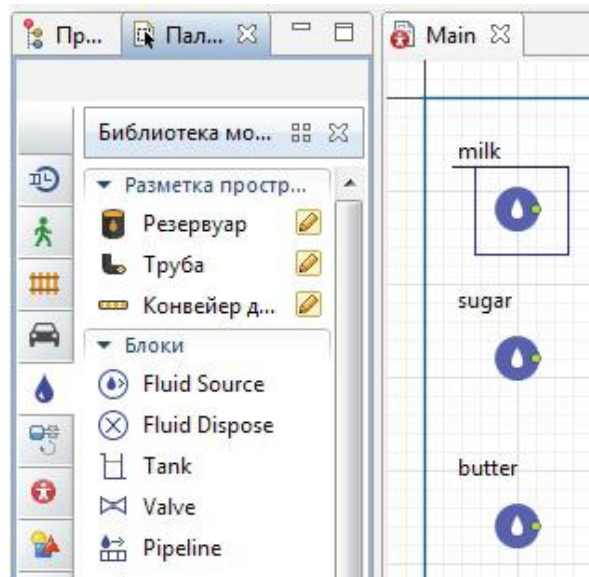 Пр...
Пал...
Main
Библиотека мо...
Разметка простр...
Резервуар
Труба
Конвейер д...
Блоки
Fluid Source
Fluid Dispose
Tank
Valve
Pipeline
milk
sugar
butter